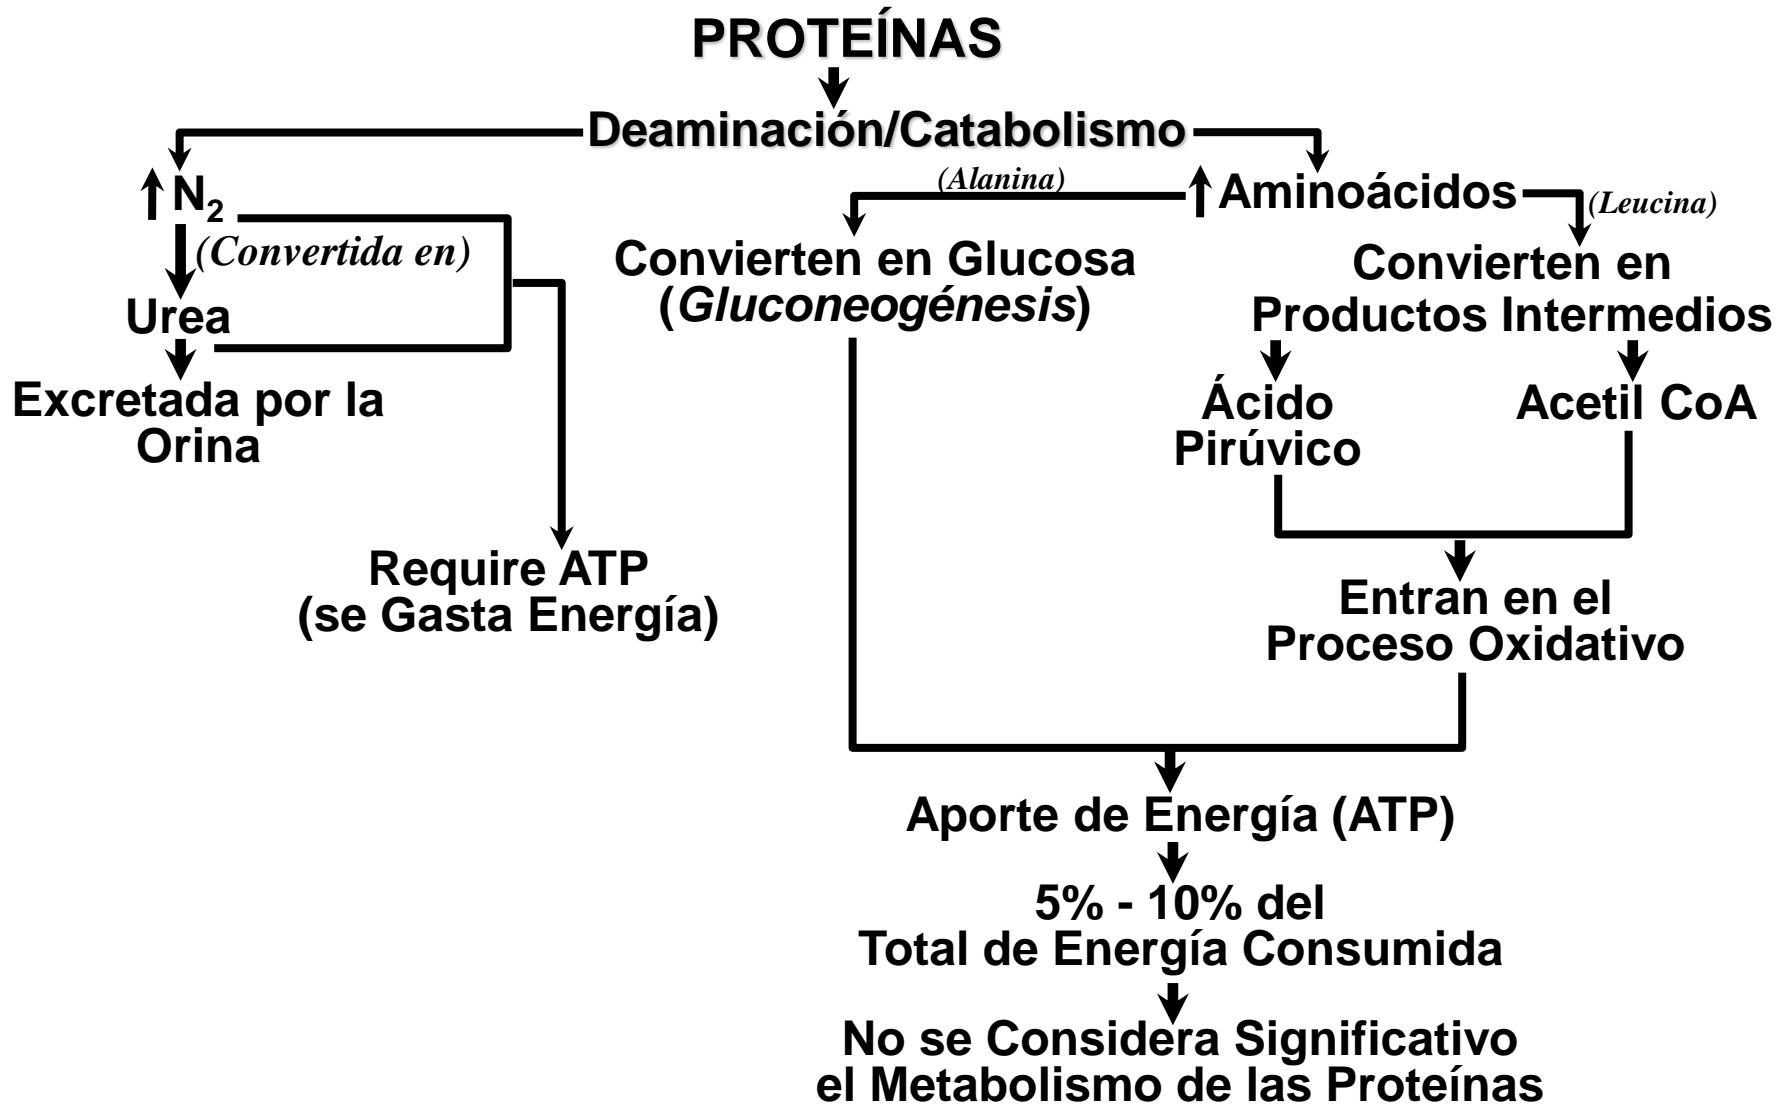 PROTEÍNAS
Deaminación/Catabolismo
N₂
(Convertida en)
Urea
Excretada por la
Orina
Require ATP
(se Gasta Energía)
(Alanina)
Aminoácidos
(Leucina)
Convierten en Glucosa
(Gluconeogénesis)
Convierten en
Productos Intermedios
Ácido
Pirúvico
Acetil CoA
Entran en el
Proceso Oxidativo
Aporte de Energía (ATP)
5% - 10% del
Total de Energía Consumida
No se Considera Significativo
el Metabolismo de las Proteínas